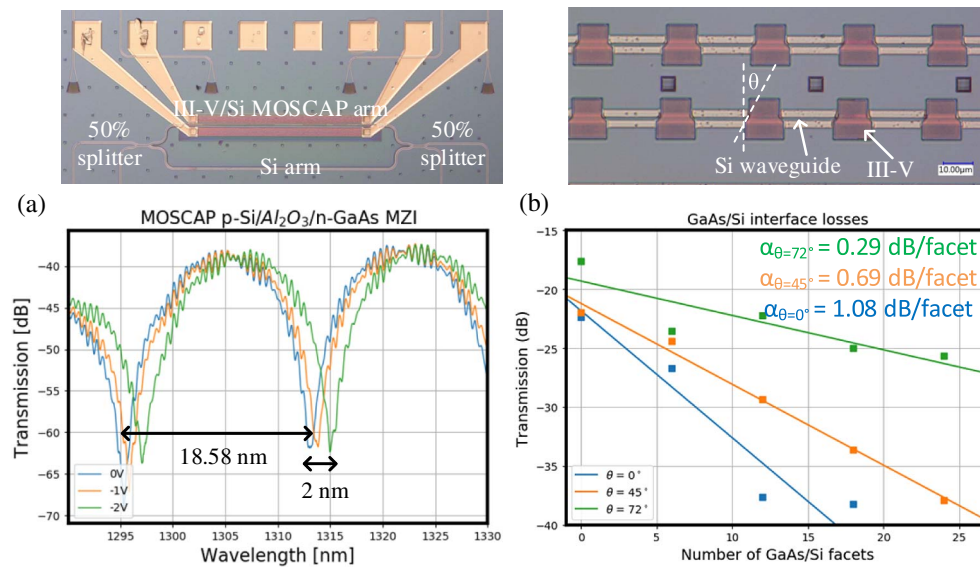 III-V/Si MOSCAP arm
50%
splitter
50%
splitter
Si arm
θ
Si waveguide
III-V
10.00μm
(a)
MOSCAP p-Si/Al₂O₃/n-GaAs MZI
Transmission [dB]
−40
−45
−50
−55
−60
−65
−70
18.58 nm
2 nm
0V
-1V
-2V
1295 1300 1305 1310 1315 1320 1325 1330
Wavelength [nm]
(b)
GaAs/Si interface losses
α_θ=72° = 0.29 dB/facet
α_θ=45° = 0.69 dB/facet
α_θ=0° = 1.08 dB/facet
Transmission (dB)
−15
−20
−25
−30
−35
−40
θ = 0°
θ = 45°
θ = 72°
0 5 10 15 20 25
Number of GaAs/Si facets